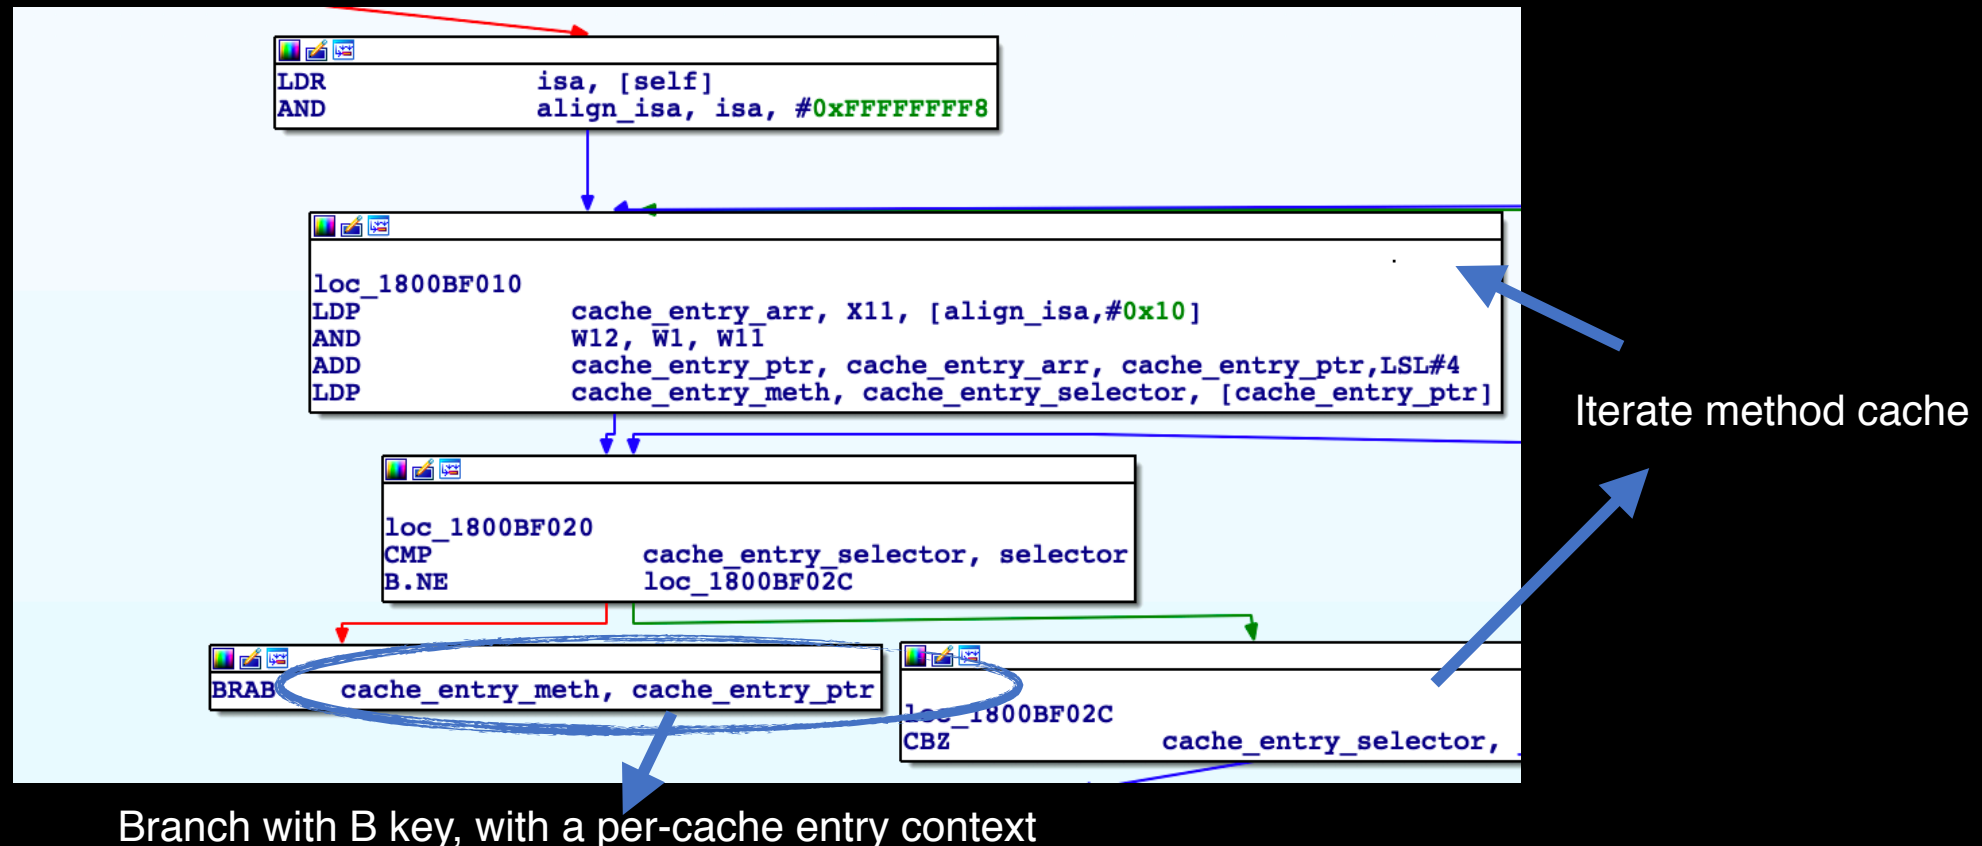 LDR isa, [self]
AND align_isa, isa, #0xFFFFFFFF8
loc_1800BF010
LDP cache_entry_arr, X11, [align_isa,#0x10]
AND W12, W1, W11
ADD cache_entry_ptr, cache_entry_arr, cache_entry_ptr,LSL#4
LDP cache_entry_meth, cache_entry_selector, [cache_entry_ptr]
Iterate method cache
loc_1800BF020
CMP cache_entry_selector, selector
B.NE loc_1800BF02C
BRAB cache_entry_meth, cache_entry_ptr
loc_1800BF02C
CBZ cache_entry_selector,
Branch with B key, with a per-cache entry context